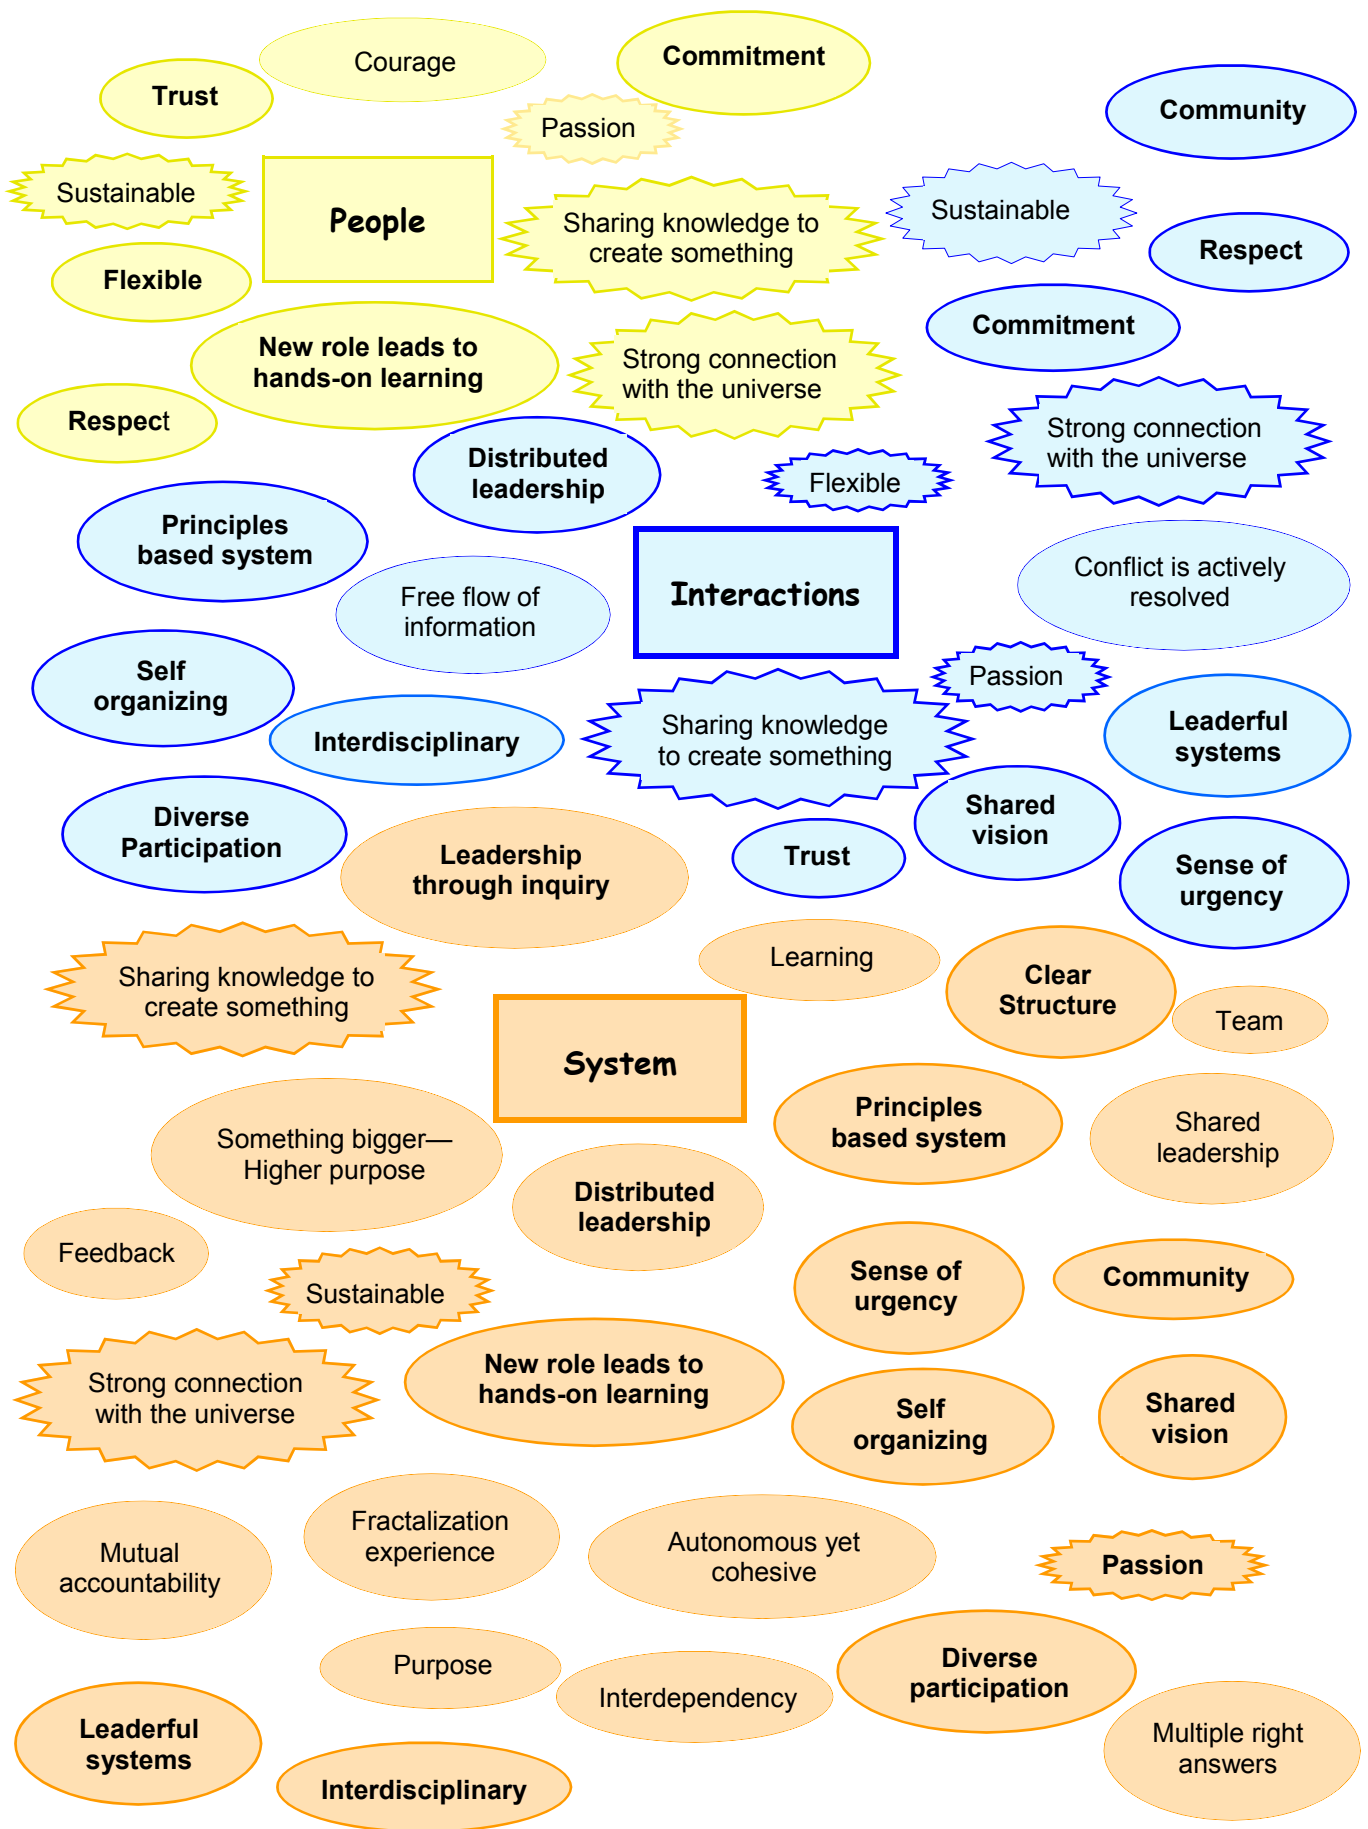 Courage
Commitment
Trust
Community
Passion
Sustainable
People
Sharing knowledge to
create something
Sustainable
Respect
Flexible
Commitment
New role leads to
hands-on learning
Strong connection
with the universe
Respect
Strong connection
with the universe
Distributed
leadership
Flexible
Principles
based system
Interactions
Conflict is actively
resolved
Free flow of
information
Self
organizing
Passion
Interdisciplinary
Sharing knowledge
to create something
Leaderful
systems
Diverse
Participation
Shared
vision
Leadership
through inquiry
Trust
Sense of
urgency
Sharing knowledge to
create something
Learning
Clear
Structure
Team
System
Principles
based system
Shared
leadership
Something bigger—
Higher purpose
Distributed
leadership
Feedback
Sense of
urgency
Community
Sustainable
Strong connection
with the universe
New role leads to
hands-on learning
Self
organizing
Shared
vision
Mutual
accountability
Fractalization
experience
Autonomous yet
cohesive
Passion
Purpose
Interdependency
Diverse
participation
Leaderful
systems
Multiple right
answers
Interdisciplinary